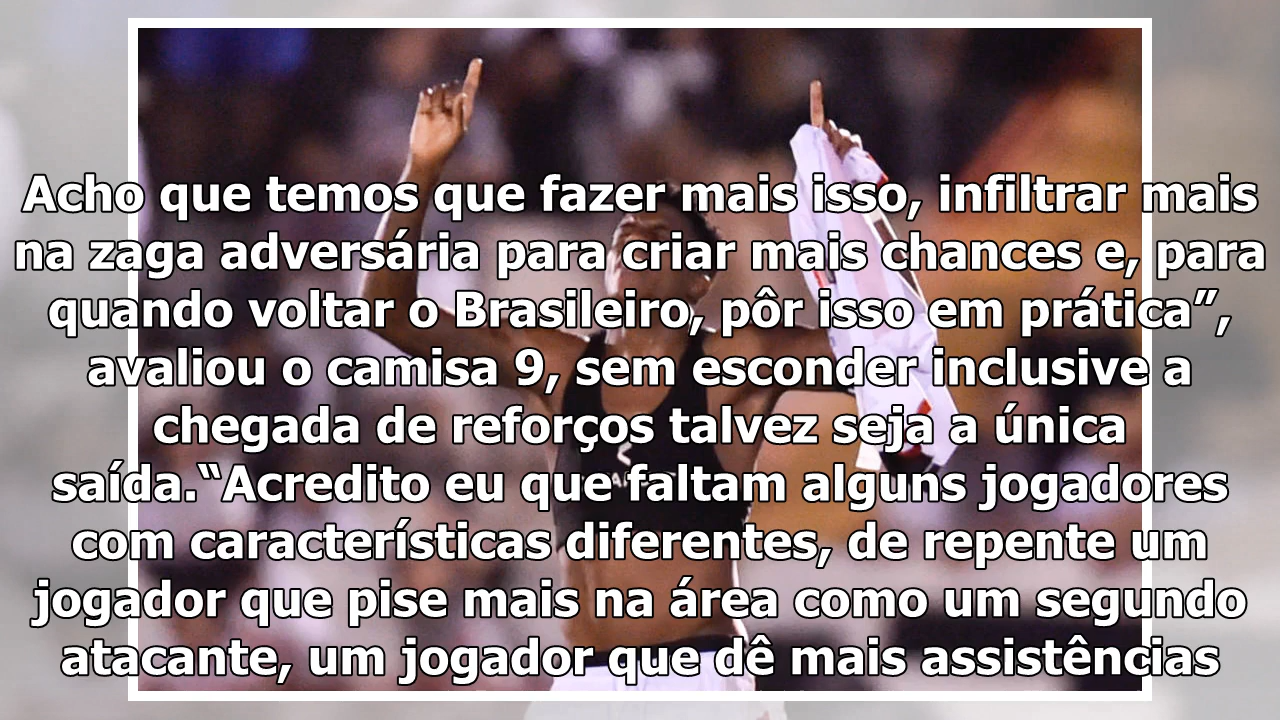 Acho que temos que fazer mais isso, infiltrar mais
na zaga adversária para criar mais chances e, para
quando voltar o Brasileiro, pôr isso em prática”,
avaliou o camisa 9, sem esconder inclusive a
chegada de reforços talvez seja a única
saída.“Acredito eu que faltam alguns jogadores
com características diferentes, de repente um
jogador que pise mais na área como um segundo
atacante, um jogador que dê mais assistências